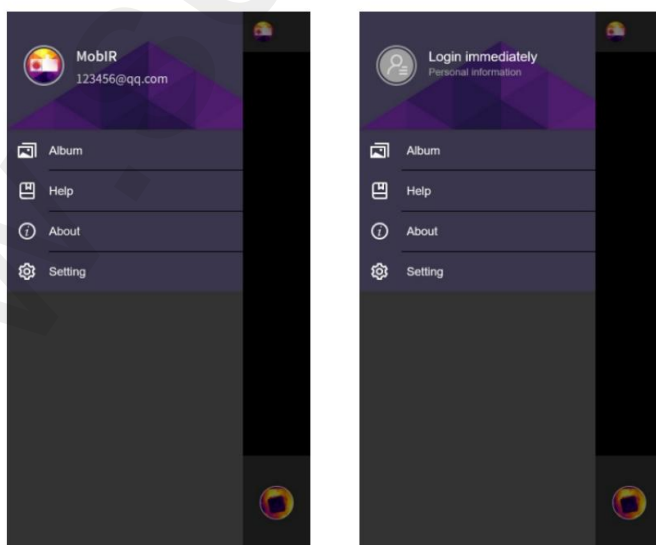 MobIR
123456@qq.com
Album
Help
About
Setting
Login immediately
Personal information
Album
Help
About
Setting